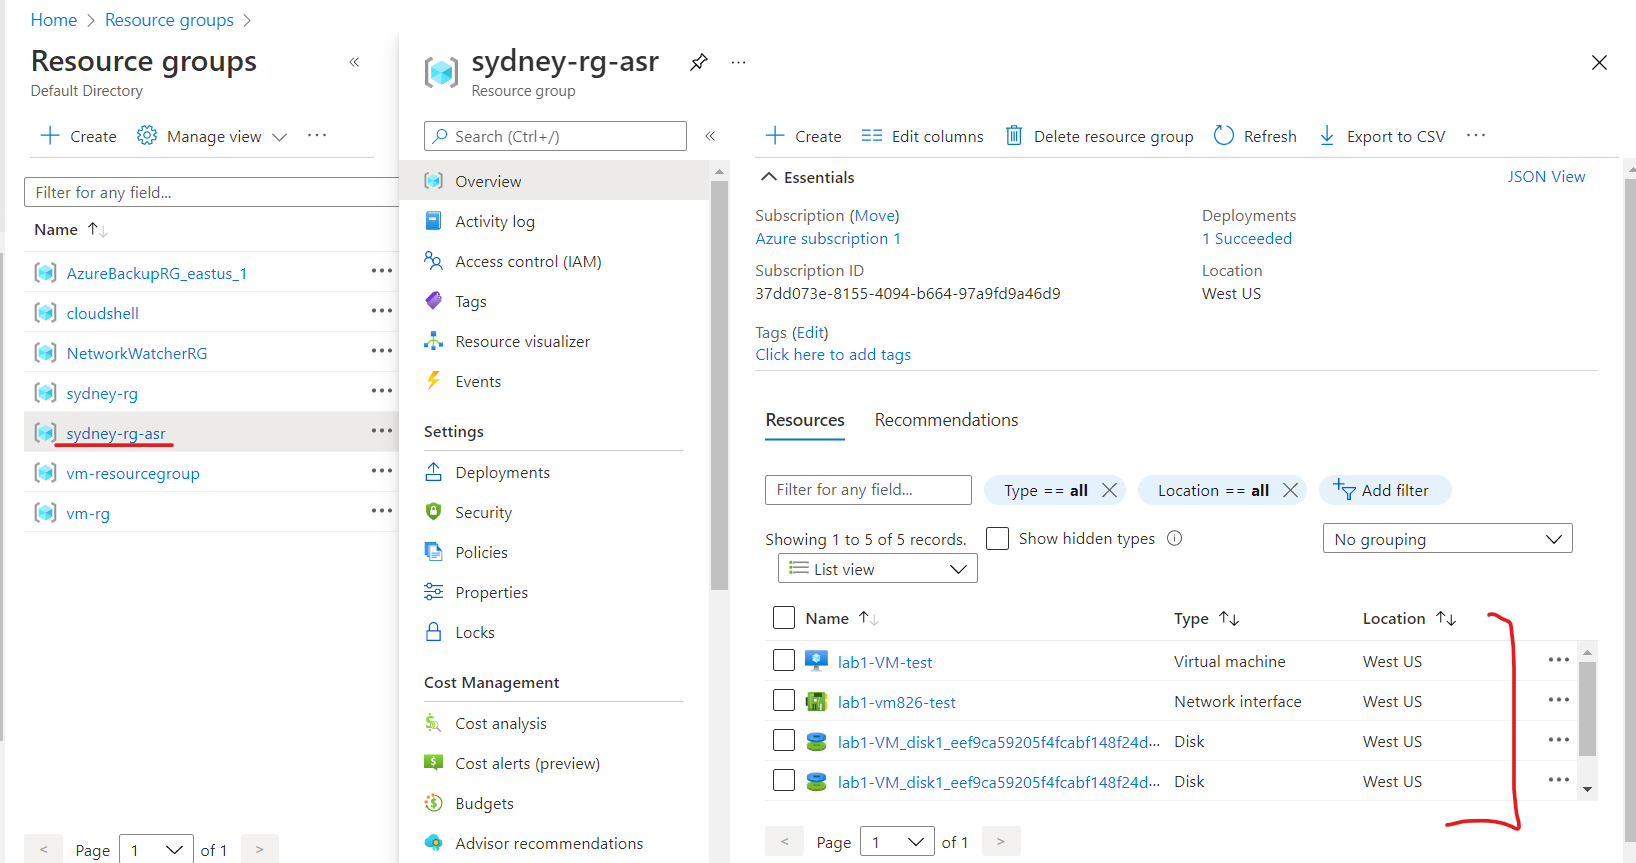 Home > Resource groups >
Resource groups «
Default Directory
Create Manage view ...
Filter for any field...
Name ↑↓
AzureBackupRG_eastus_1 ...
cloudshell ...
NetworkWatcherRG ...
sydney-rg ...
sydney-rg-asr ...
vm-resourcegroup ...
vm-rg ...
< Page 1 of 1 >
sydney-rg-asr ...
Resource group
Search (Ctrl+/) «
Overview
Activity log
Access control (IAM)
Tags
Resource visualizer
Events
Settings
Deployments
Security
Policies
Properties
Locks
Cost Management
Cost analysis
Cost alerts (preview)
Budgets
Advisor recommendations
Create Edit columns Delete resource group Refresh Export to CSV ...
Essentials JSON View
Subscription (Move)
Azure subscription 1
Subscription ID
37dd073e-8155-4094-b664-97a9fd9a46d9
Deployments
1 Succeeded
Location
West US
Tags (Edit)
Click here to add tags
Resources Recommendations
Filter for any field... Type == all Location == all Add filter
Showing 1 to 5 of 5 records. Show hidden types No grouping
List view
Name ↑↓ Type ↑↓ Location ↑↓
lab1-VM-test Virtual machine West US ...
lab1-vm826-test Network interface West US ...
lab1-VM_disk1_eef9ca59205f4fcabf148f24d... Disk West US ...
lab1-VM_disk1_eef9ca59205f4fcabf148f24d... Disk West US ...
< Page 1 of 1 >